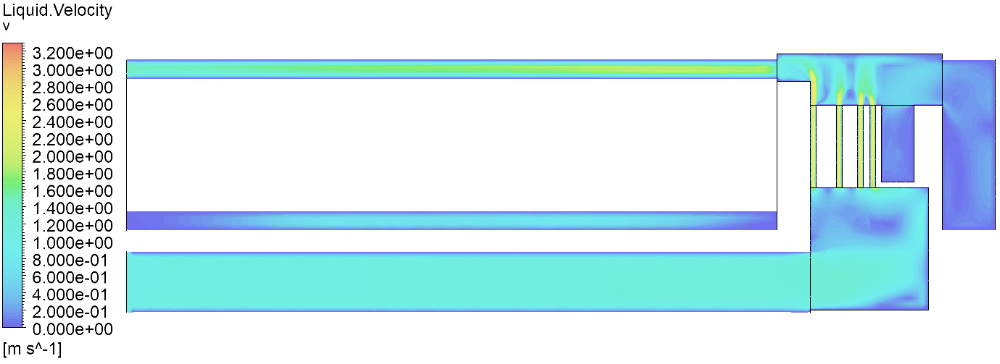 Liquid.Velocity
v
3.200e+00
3.000e+00
2.800e+00
2.600e+00
2.400e+00
2.200e+00
2.000e+00
1.800e+00
1.600e+00
1.400e+00
1.200e+00
1.000e+00
8.000e-01
6.000e-01
4.000e-01
2.000e-01
0.000e+00
[m s^-1]